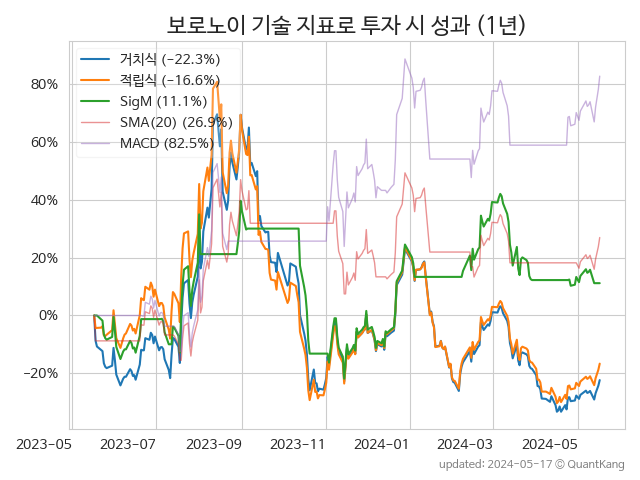 보로노이 기술 지표로 투자 시 성과 (1년)
거치식 (−22.3%)
적립식 (−16.6%)
SigM (11.1%)
SMA(20) (26.9%)
MACD (82.5%)
80%
60%
40%
20%
0%
−20%
2023−05 2023−07 2023−09 2023−11 2024−01 2024−03 2024−05
updated: 2024-05-17 © QuantKang